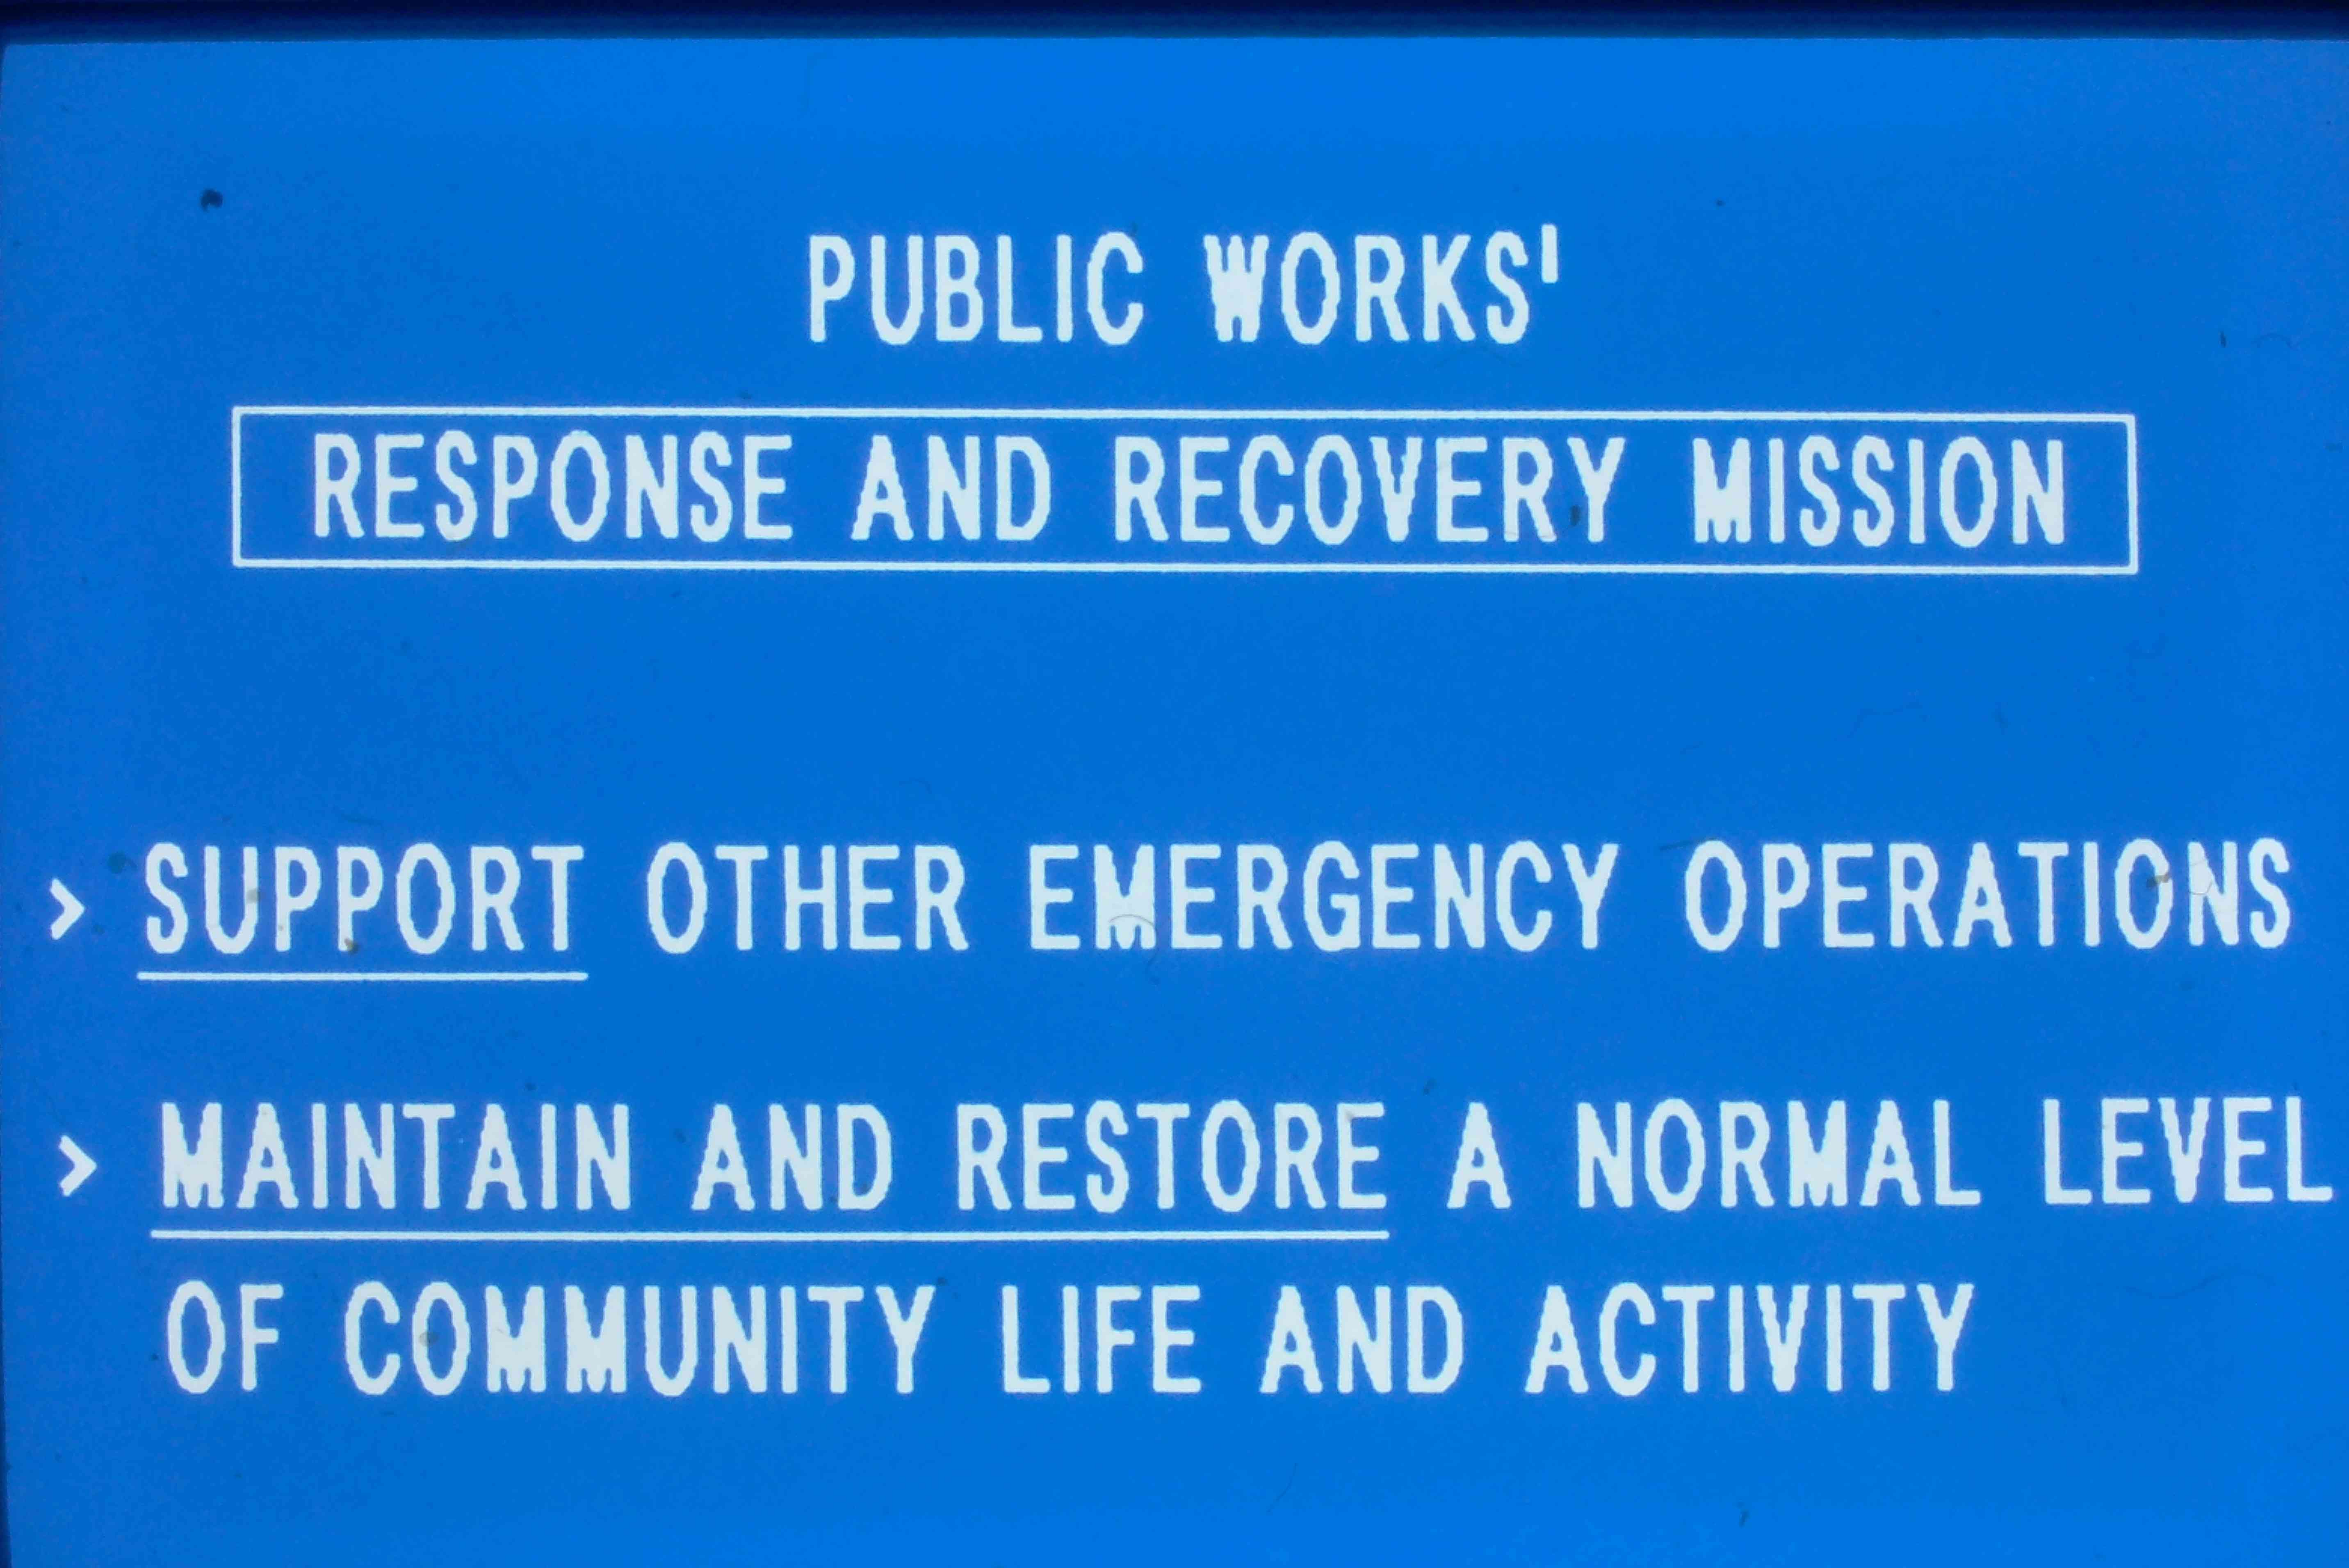 PUBLIC WORKS'
RESPONSE AND RECOVERY MISSION
> SUPPORT OTHER EMERGENCY OPERATIONS
> MAINTAIN AND RESTORE A NORMAL LEVEL
OF COMMUNITY LIFE AND ACTIVITY